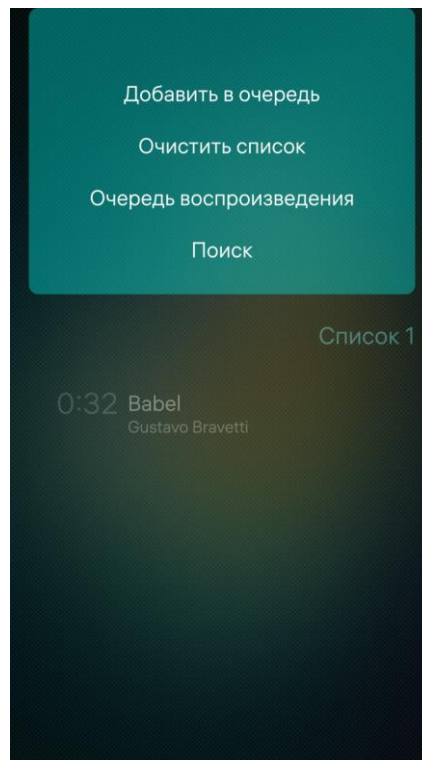 Добавить в очередь
Очистить список
Очередь воспроизведения
Поиск
Список 1
0:32 Babel
Gustavo Bravetti